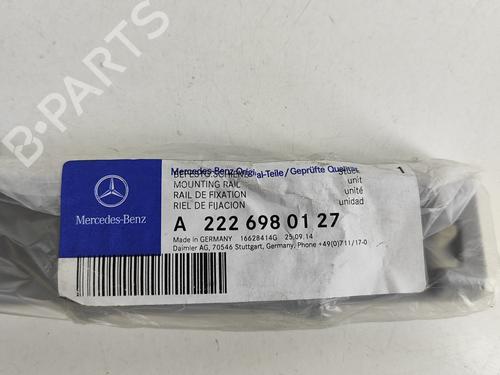 B-PARTS
Mercedes-Benz
Mercedes-Benz Origi al-Teile/Geprüfte
unit 1
MOUNTING RAIL
unité
RAIL DE FIXATION
unidad
RIEL DE FIJACION
A 222 698 01 27
Made in GERMANY 16628414G 25.09.14
Daimler AG, 70546 Stuttgart, Germany, Phone +49(0)711/17-0